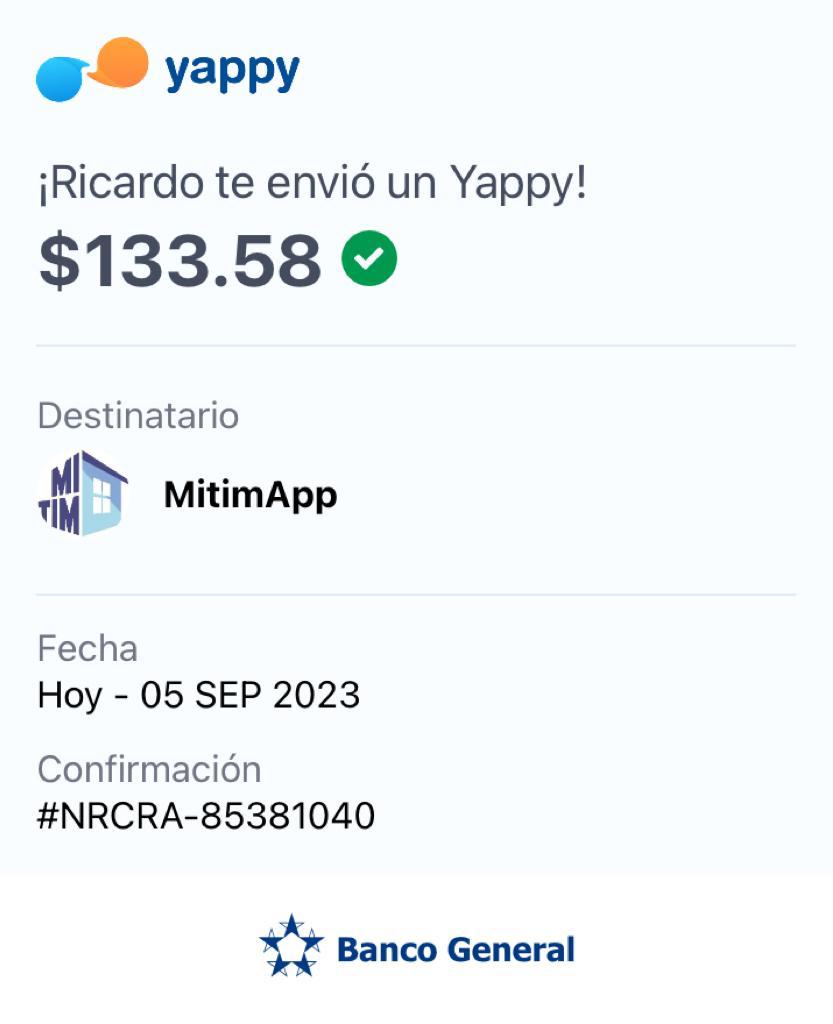 yappy
¡Ricardo te envió un Yappy!
$133.58
Destinatario
MI
TIM
MitimApp
Fecha
Hoy - 05 SEP 2023
Confirmación
#NRCRA-85381040
Banco General